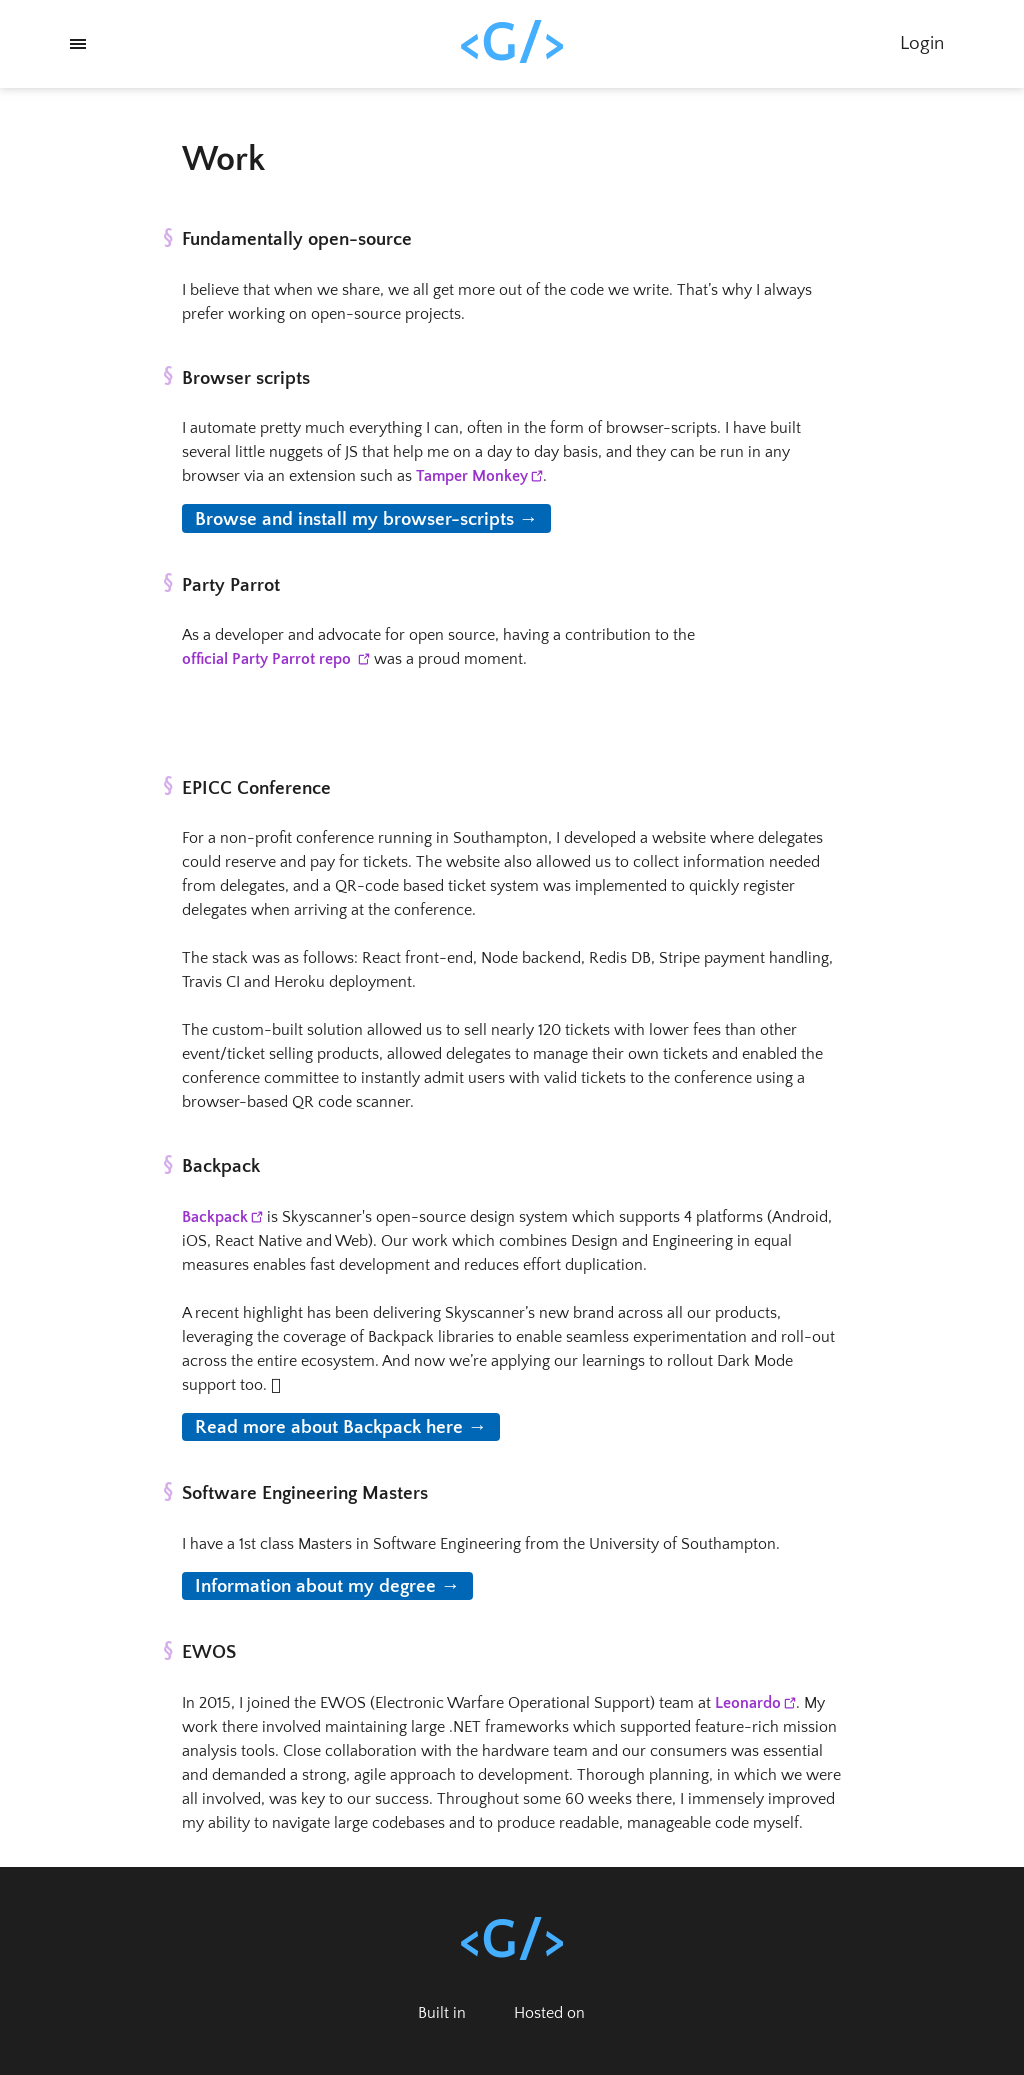 <G/>
Login
Work
§ Fundamentally open-source
I believe that when we share, we all get more out of the code we write. That's why I always
prefer working on open-source projects.
§ Browser scripts
I automate pretty much everything I can, often in the form of browser-scripts. I have built
several little nuggets of JS that help me on a day to day basis, and they can be run in any
browser via an extension such as Tamper Monkey.
Browse and install my browser-scripts →
§ Party Parrot
As a developer and advocate for open source, having a contribution to the
official Party Parrot repo was a proud moment.
§ EPICC Conference
For a non-profit conference running in Southampton, I developed a website where delegates
could reserve and pay for tickets. The website also allowed us to collect information needed
from delegates, and a QR-code based ticket system was implemented to quickly register
delegates when arriving at the conference.
The stack was as follows: React front-end, Node backend, Redis DB, Stripe payment handling,
Travis CI and Heroku deployment.
The custom-built solution allowed us to sell nearly 120 tickets with lower fees than other
event/ticket selling products, allowed delegates to manage their own tickets and enabled the
conference committee to instantly admit users with valid tickets to the conference using a
browser-based QR code scanner.
§ Backpack
Backpack is Skyscanner's open-source design system which supports 4 platforms (Android,
iOS, React Native and Web). Our work which combines Design and Engineering in equal
measures enables fast development and reduces effort duplication.
A recent highlight has been delivering Skyscanner's new brand across all our products,
leveraging the coverage of Backpack libraries to enable seamless experimentation and roll-out
across the entire ecosystem. And now we're applying our learnings to rollout Dark Mode
support too.
Read more about Backpack here →
§ Software Engineering Masters
I have a 1st class Masters in Software Engineering from the University of Southampton.
Information about my degree →
§ EWOS
In 2015, I joined the EWOS (Electronic Warfare Operational Support) team at Leonardo. My
work there involved maintaining large .NET frameworks which supported feature-rich mission
analysis tools. Close collaboration with the hardware team and our consumers was essential
and demanded a strong, agile approach to development. Thorough planning, in which we were
all involved, was key to our success. Throughout some 60 weeks there, I immensely improved
my ability to navigate large codebases and to produce readable, manageable code myself.
<G/>
Built in
Hosted on